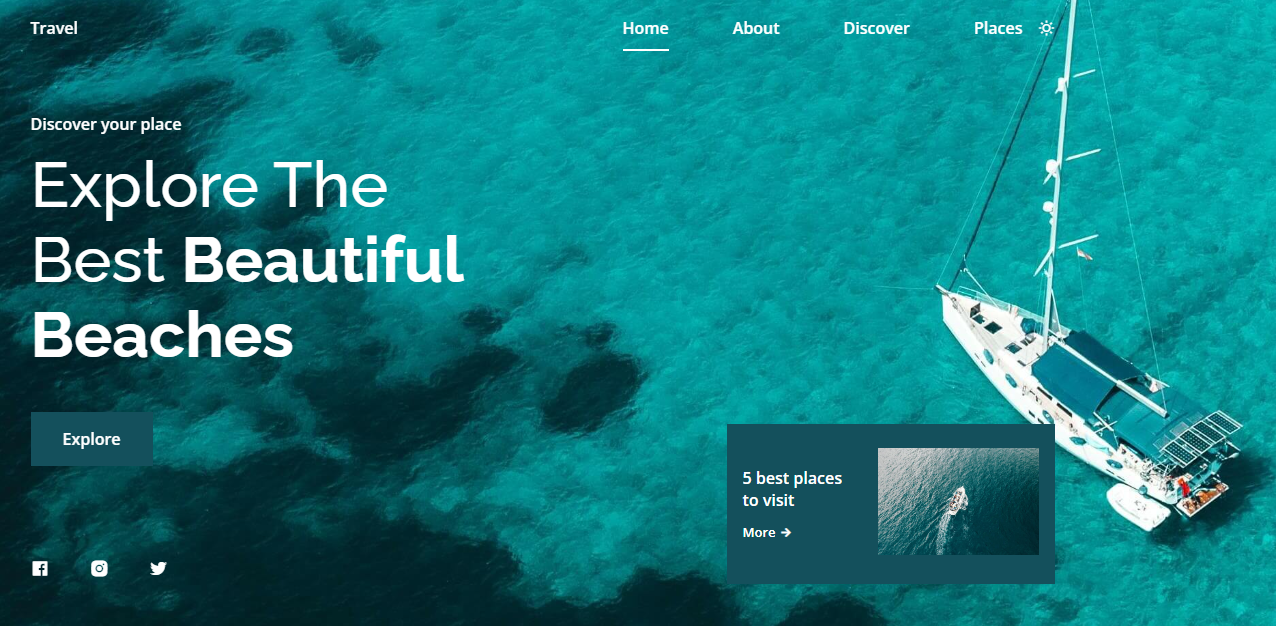 Travel
Home
About
Discover
Places
Discover your place
Explore The
Best Beautiful
Beaches
Explore
5 best places
to visit
More